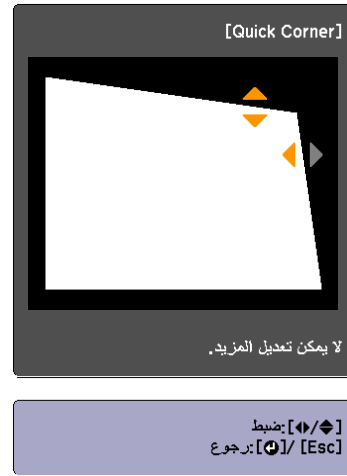 [Quick Corner]
لا يمكن تعديل المزيد.
[◆/◀▶]:ضبط
[Esc] /[⏎]:رجوع